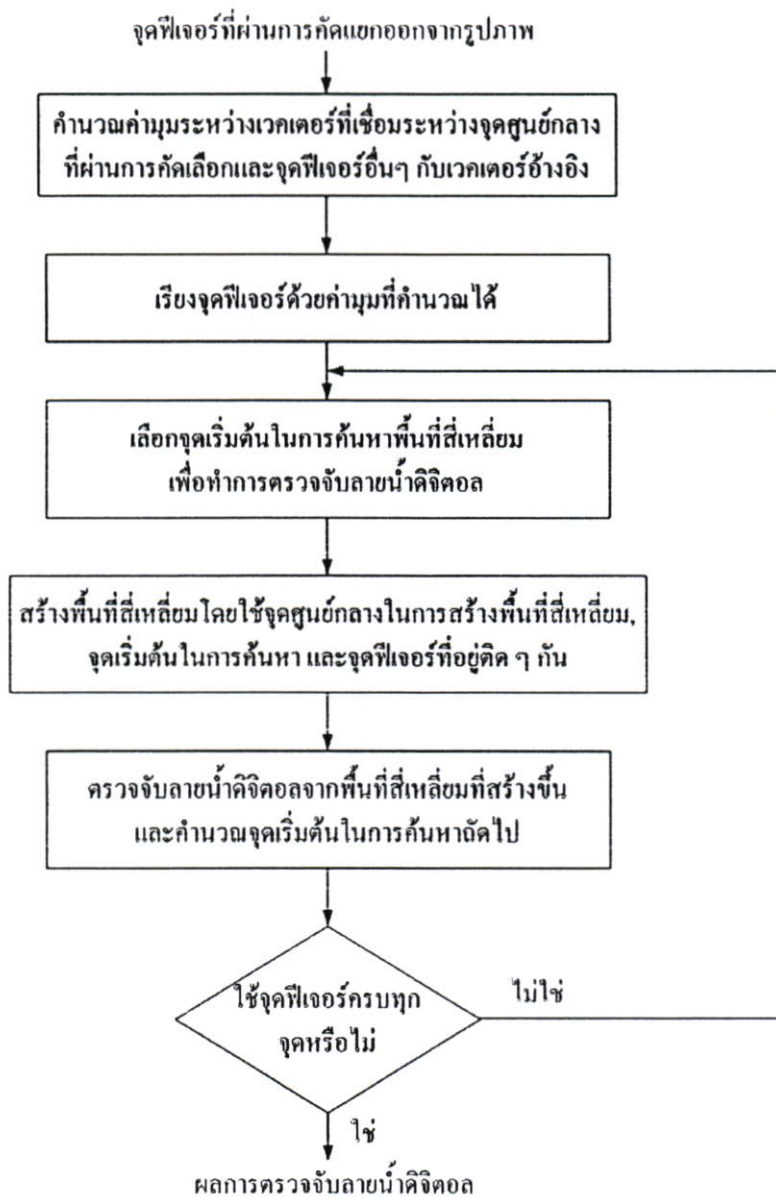 จุดฟีเจอร์ที่ผ่านการคัดแยกออกจากรูปภาพ
คำนวณค่ามุมระหว่างเวคเตอร์ที่เชื่อมระหว่างจุดศูนย์กลาง
ที่ผ่านการคัดเลือกและจุดฟีเจอร์อื่นๆ กับเวคเตอร์อ้างอิง
เรียงจุดฟีเจอร์ด้วยค่ามุมที่คำนวณได้
เลือกจุดเริ่มต้นในการค้นหาพื้นที่สี่เหลี่ยม
เพื่อทำการตรวจจับลายน้ำดิจิตอล
สร้างพื้นที่สี่เหลี่ยมโดยใช้จุดศูนย์กลางในการสร้างพื้นที่สี่เหลี่ยม,
จุดเริ่มต้นในการค้นหา และจุดฟีเจอร์ที่อยู่ติด ๆ กัน
ตรวจจับลายน้ำดิจิตอลจากพื้นที่สี่เหลี่ยมที่สร้างขึ้น
และคำนวณจุดเริ่มต้นในการค้นหาถัดไป
ใช้จุดฟีเจอร์ครบทุก
จุดหรือไม่
ไม่ใช่
ใช่
ผลการตรวจจับลายน้ำดิจิตอล